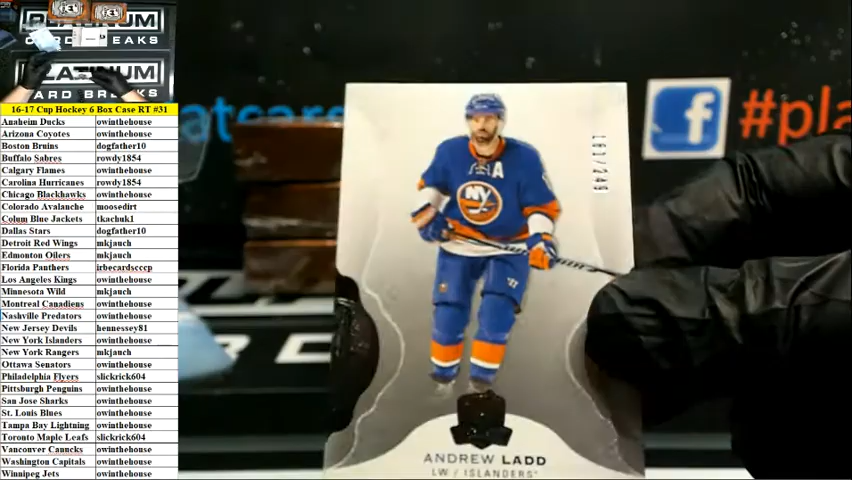 PLATINUM
CARD BREAKS
PLATINUM
CARD BREAKS
16-17 Cup Hockey 6 Box Case RT #31
Anaheim Ducks owinthehouse
Arizona Coyotes owinthehouse
Boston Bruins dogfather10
Buffalo Sabres rowdy1854
Calgary Flames owinthehouse
Carolina Hurricanes rowdy1854
Chicago Blackhawks owinthehouse
Colorado Avalanche moosedirt
Colum Blue Jackets tkachuk1
Dallas Stars dogfather10
Detroit Red Wings mkjauch
Edmonton Oilers mkjauch
Florida Panthers irbecardscccp
Los Angeles Kings owinthehouse
Minnesota Wild mkjauch
Montreal Canadiens owinthehouse
Nashville Predators owinthehouse
New Jersey Devils hennessey81
New York Islanders owinthehouse
New York Rangers mkjauch
Ottawa Senators owinthehouse
Philadelphia Flyers slickrick604
Pittsburgh Penguins owinthehouse
San Jose Sharks owinthehouse
St. Louis Blues owinthehouse
Tampa Bay Lightning owinthehouse
Toronto Maple Leafs slickrick604
Vancouver Canucks owinthehouse
Washington Capitals owinthehouse
Winnipeg Jets owinthehouse
atcar
f
#pla
A
NY
161/249
ANDREW LADD
LW / ISLANDERS